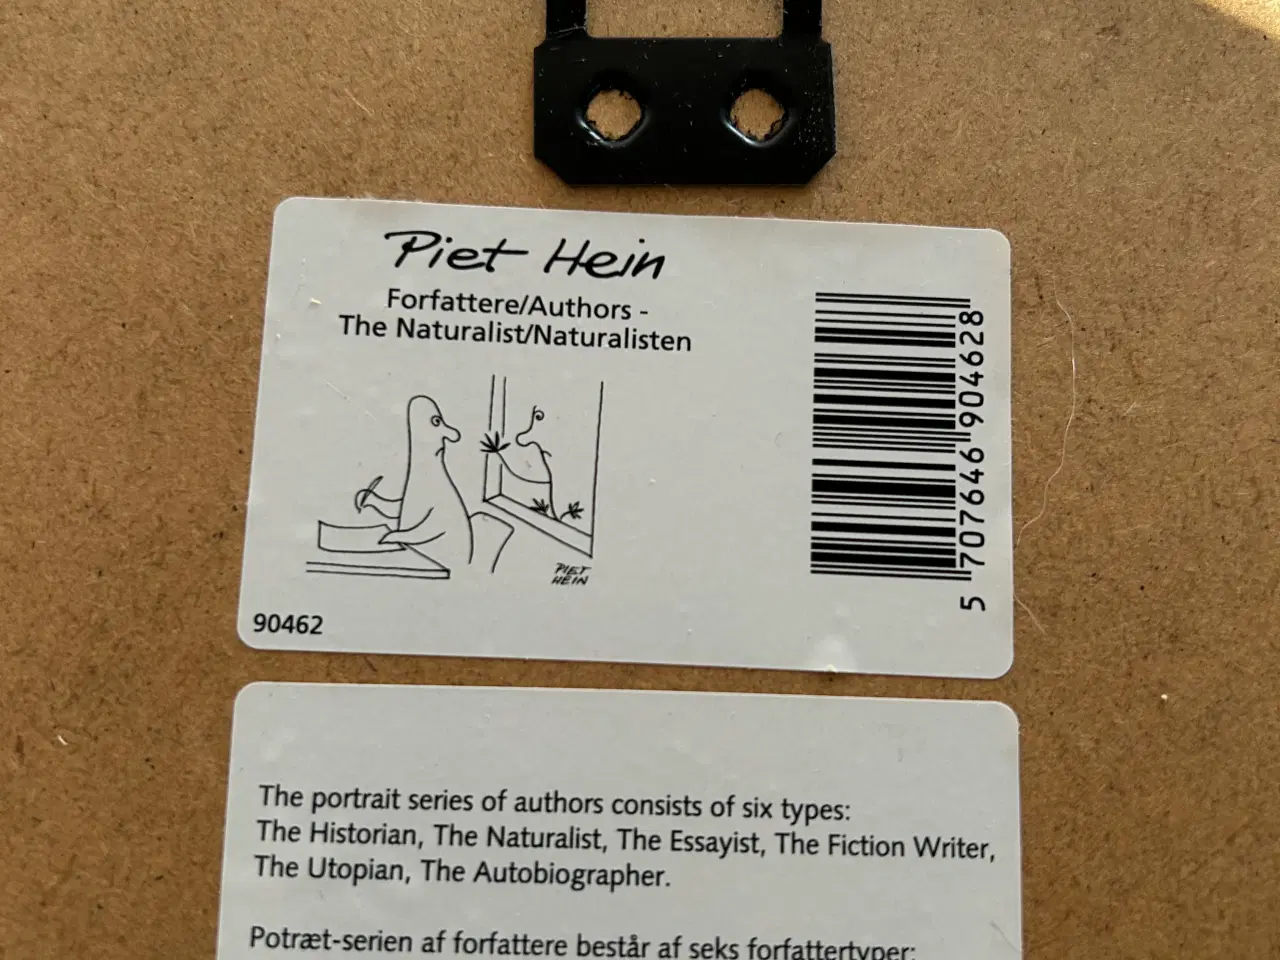 Piet Hein
Forfattere/Authors -
The Naturalist/Naturalisten
PIET
HEIN
90462
5 707646 904628
The portrait series of authors consists of six types:
The Historian, The Naturalist, The Essayist, The Fiction Writer,
The Utopian, The Autobiographer.
Potræt-serien af forfattere består af seks forfattertyper: